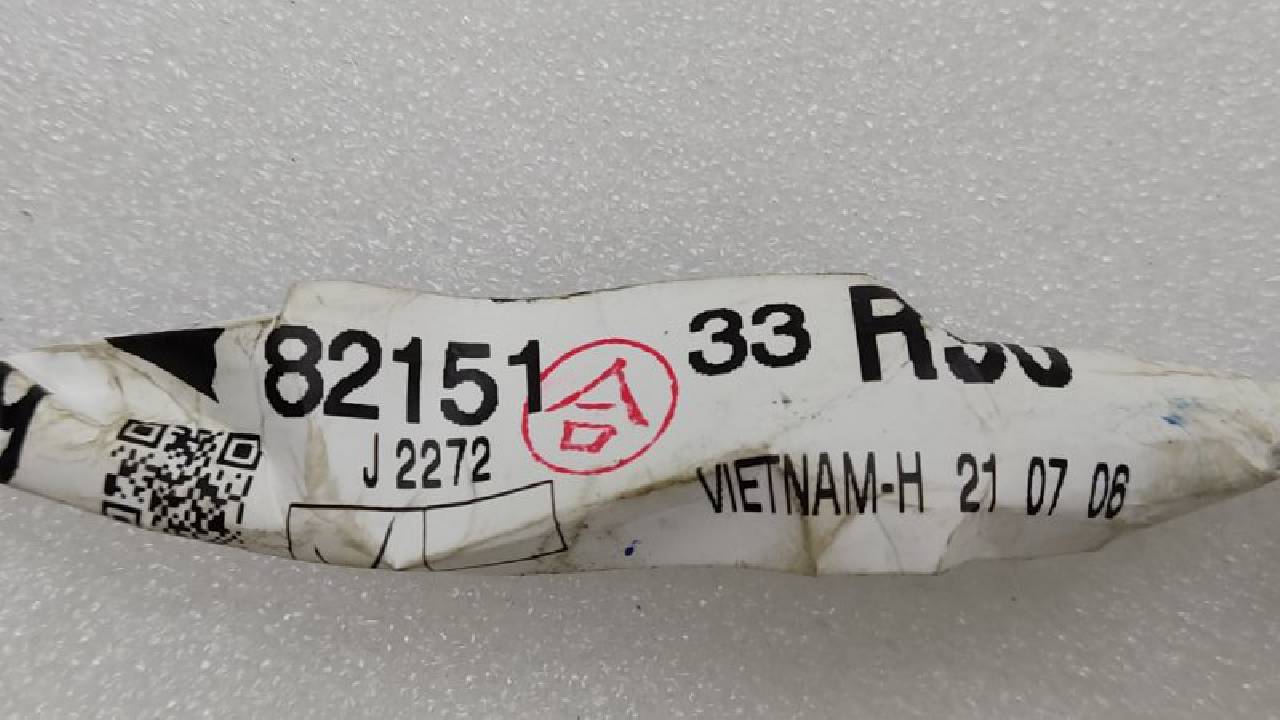 82151 合 33
J 2272
VIETNAM-H 21 07 06